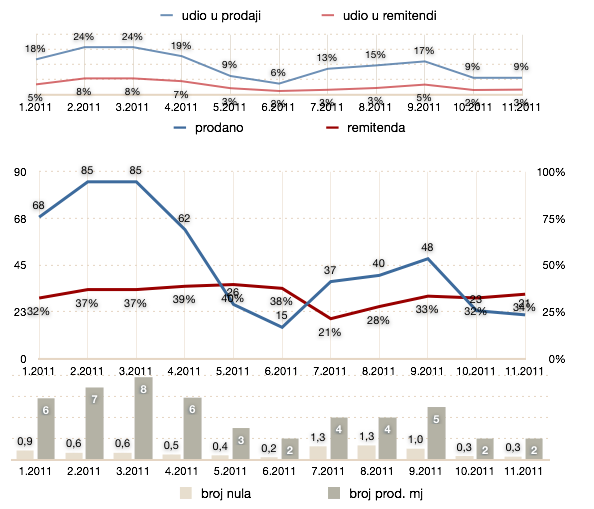 udio u prodaji udio u remitendi
18% 24% 24% 19% 9% 6% 13% 15% 17% 9% 9%
5% 8% 8% 7% 3% 2% 3% 5% 2% 3%
1.2011 2.2011 3.2011 4.2011 5.2011 6.2011 7.2011 8.2011 9.2011 10.2011 11.2011
prodano remitenda
90 100%
85 85
68 68 75%
62
48
45 37 40 50%
26 23 21
37% 37% 39% 40% 38%
23 32% 15 21% 28% 33% 32% 34% 25%
0 0%
1.2011 2.2011 3.2011 4.2011 5.2011 6.2011 7.2011 8.2011 9.2011 10.2011 11.2011
6 7 8 6 3 2 4 4 5 2 2
0,9 0,6 0,6 0,5 0,4 0,2 1,3 1,3 1,0 0,3 0,3
1.2011 2.2011 3.2011 4.2011 5.2011 6.2011 7.2011 8.2011 9.2011 10.2011 11.2011
broj nula broj prod. mj